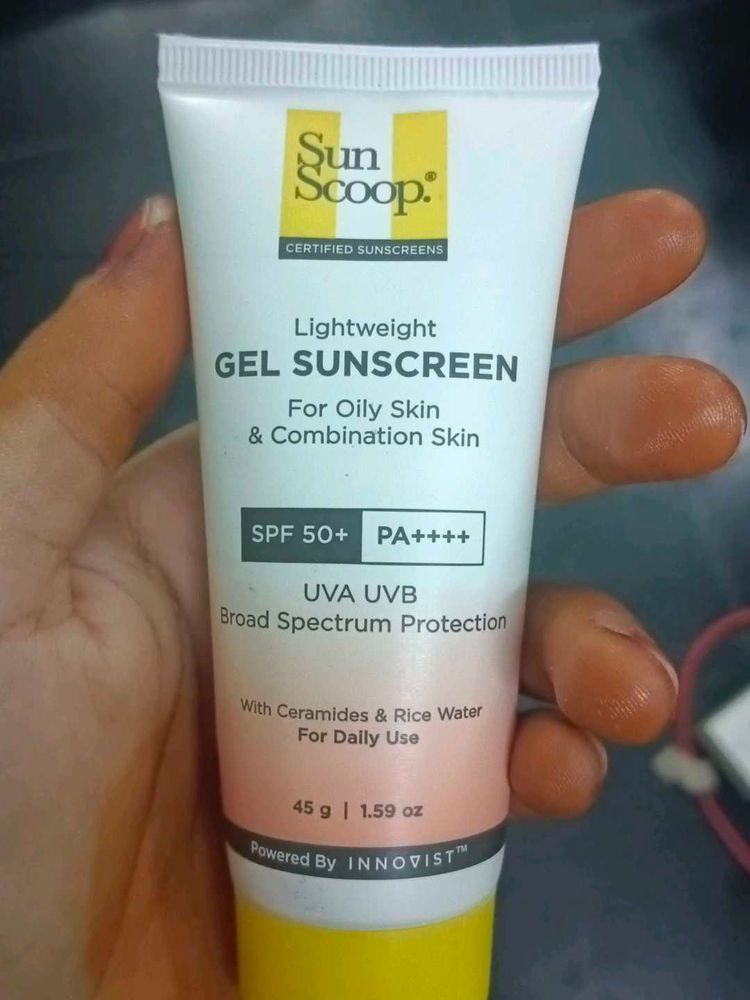 Sun
Scoop.®
CERTIFIED SUNSCREENS
Lightweight
GEL SUNSCREEN
For Oily Skin
& Combination Skin
SPF 50+ PA++++
UVA UVB
Broad Spectrum Protection
With Ceramides & Rice Water
For Daily Use
45 g | 1.59 oz
Powered By INNOVIST™